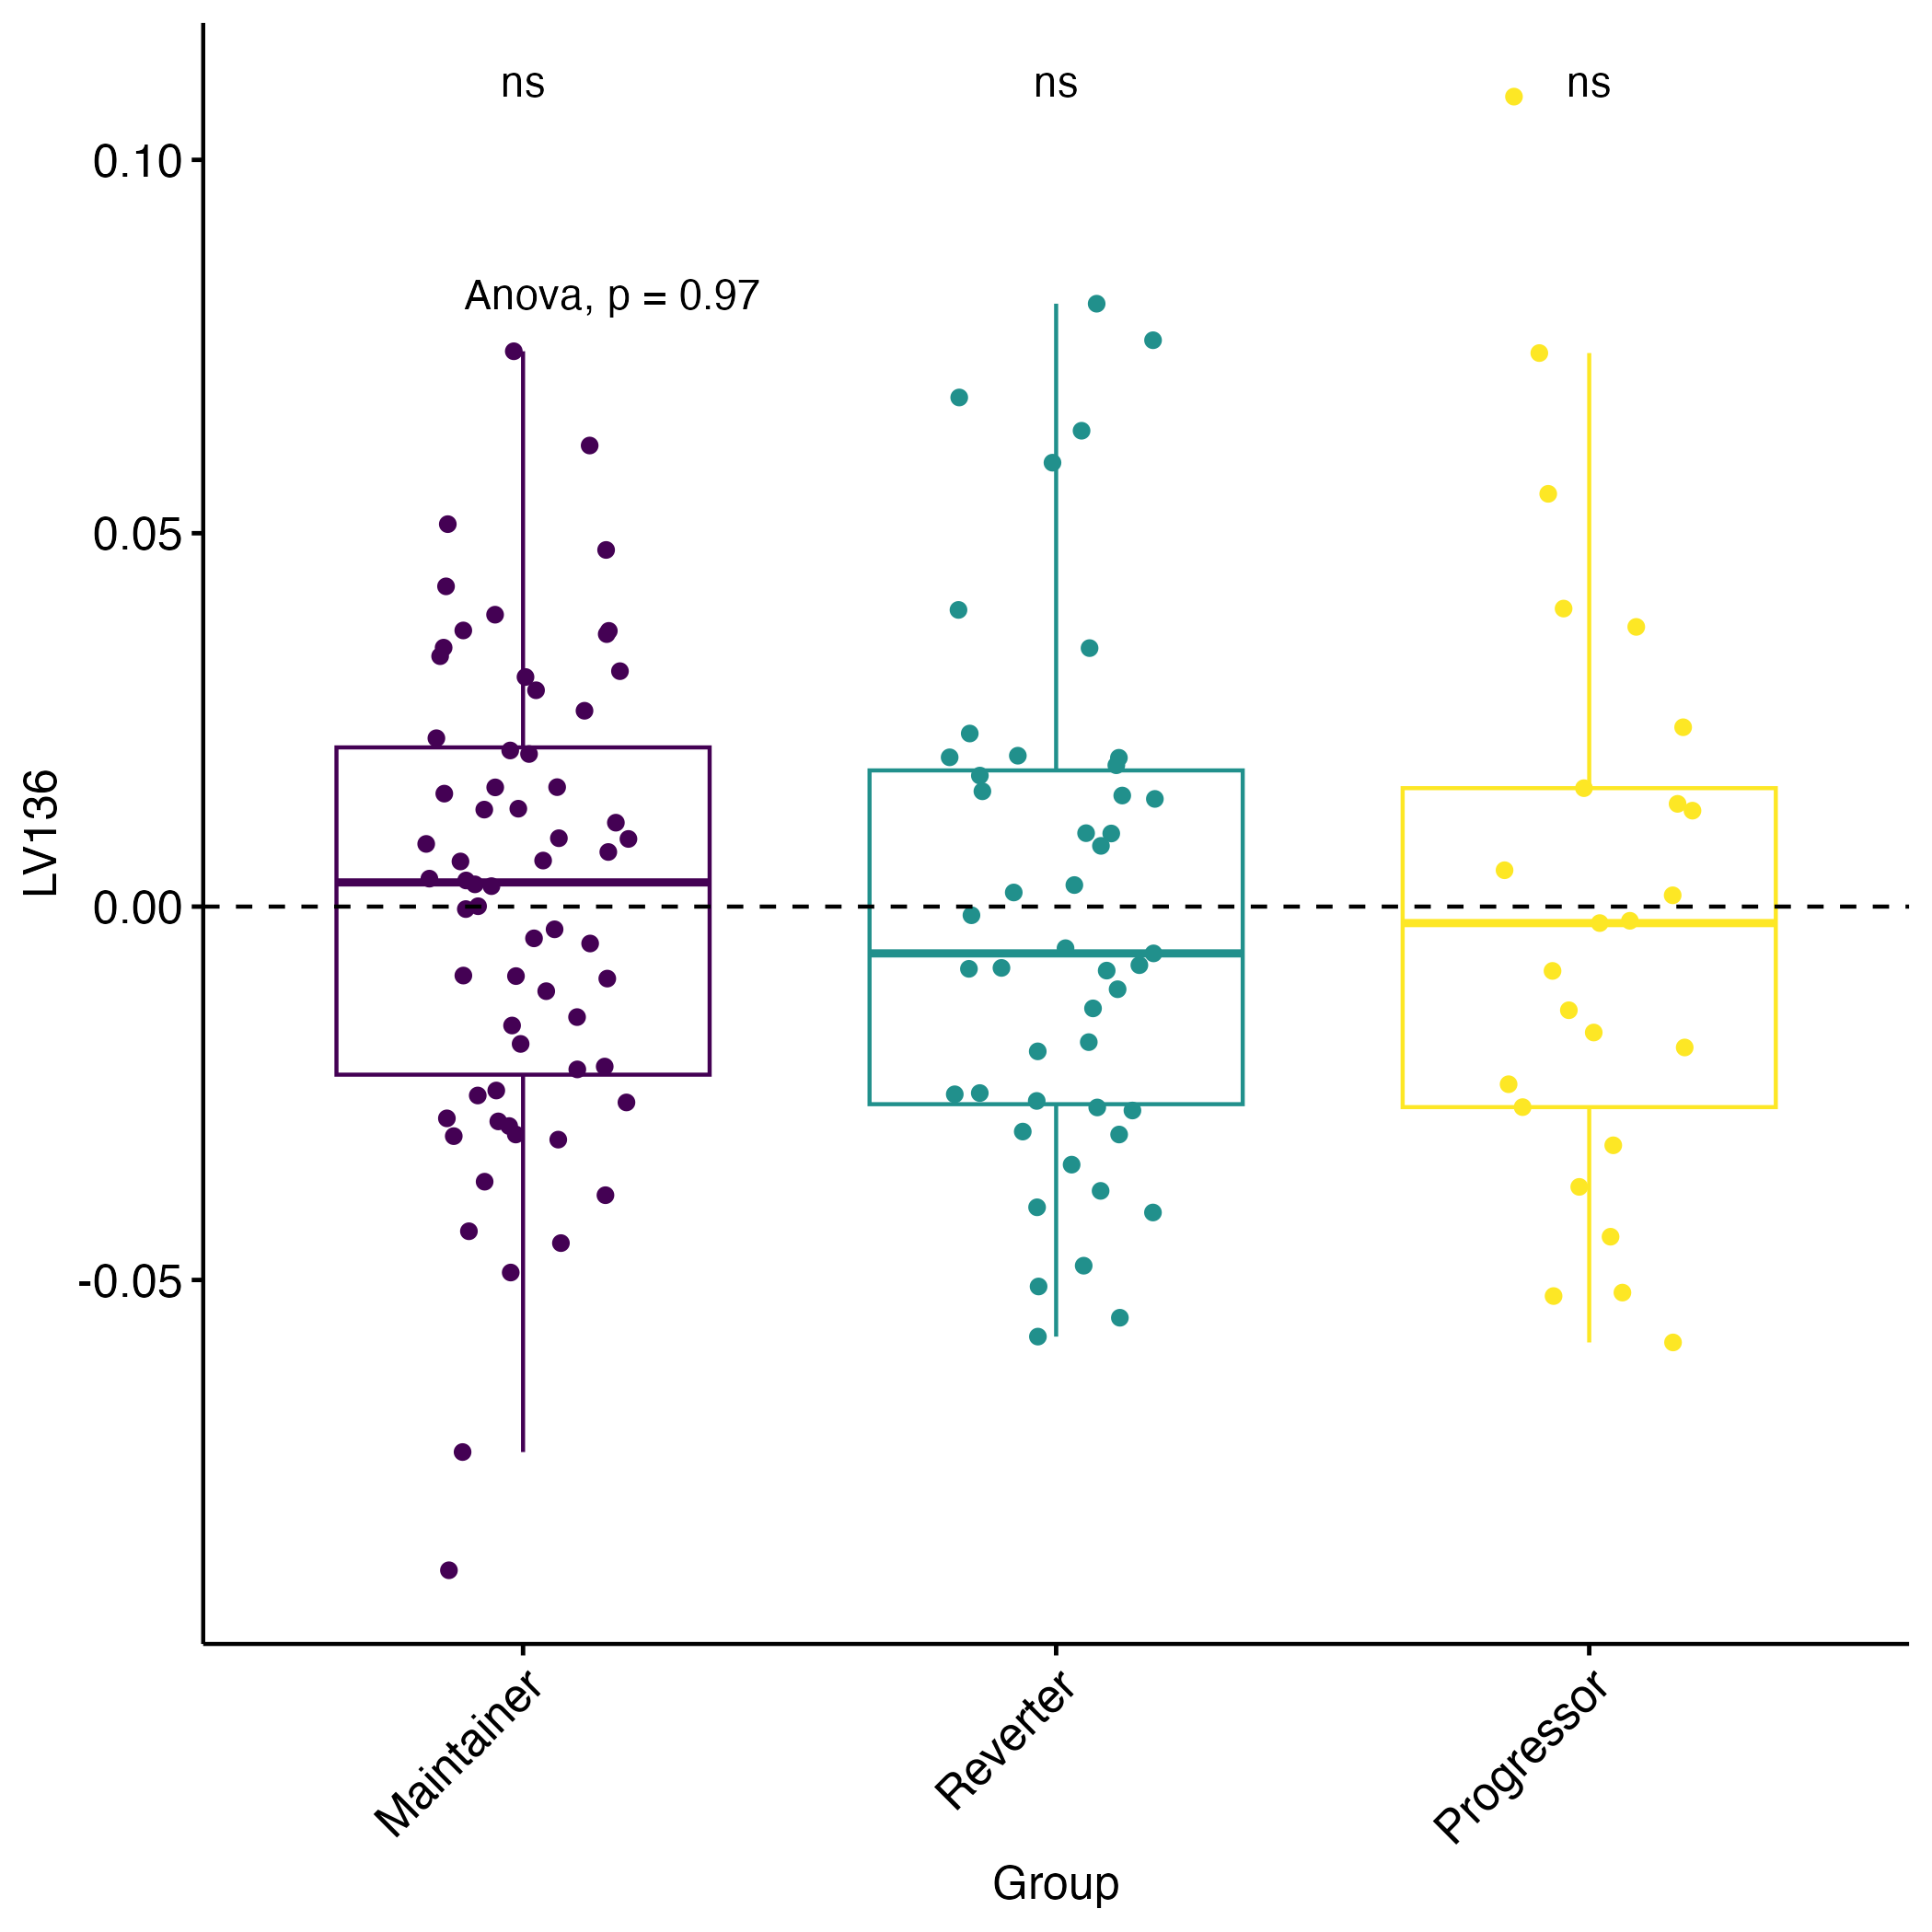 ns ns ns
0.10
Anova, p = 0.97
0.05
LV136
0.00
-0.05
Maintainer Reverter Progressor
Group